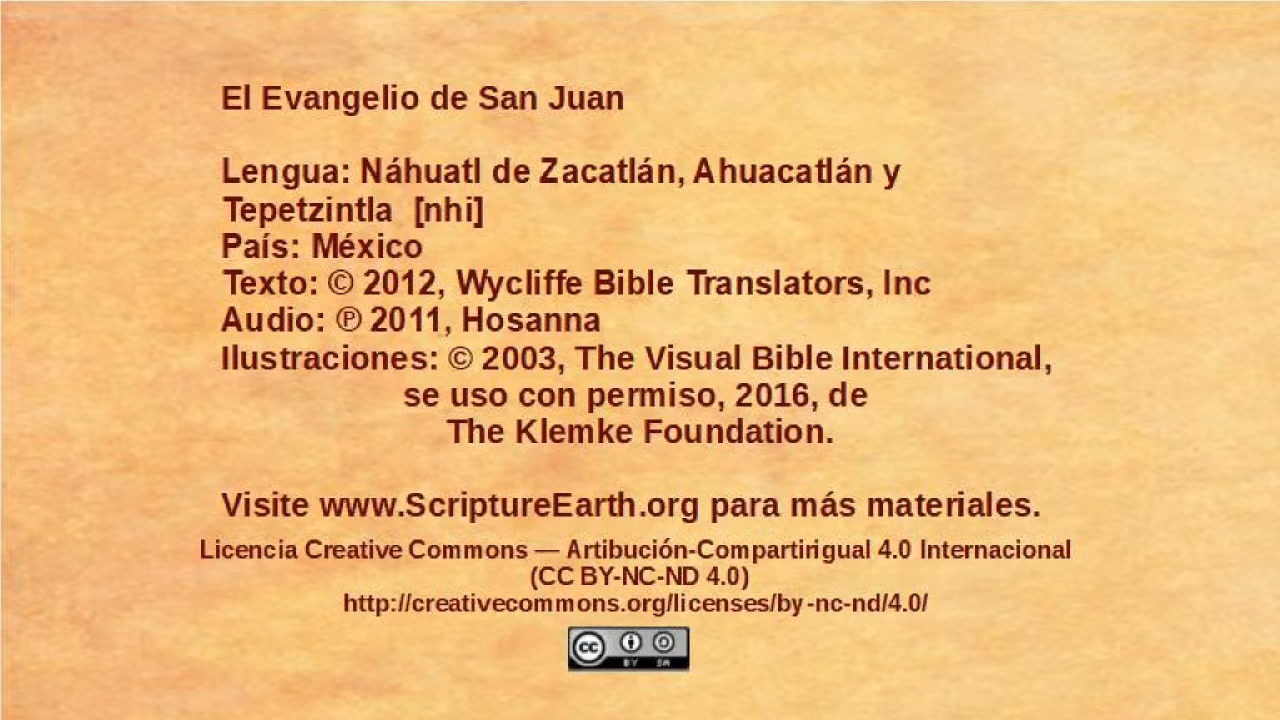 El Evangelio de San Juan
Lengua: Náhuatl de Zacatlán, Ahuacatlán y
Tepetzintla [nhi]
País: México
Texto: © 2012, Wycliffe Bible Translators, Inc
Audio: ℗ 2011, Hosanna
Ilustraciones: © 2003, The Visual Bible International,
se uso con permiso, 2016, de
The Klemke Foundation.
Visite www.ScriptureEarth.org para más materiales.
Licencia Creative Commons — Artibución-Compartirigual 4.0 Internacional
(CC BY-NC-ND 4.0)
http://creativecommons.org/licenses/by-nc-nd/4.0/
cc BY SA